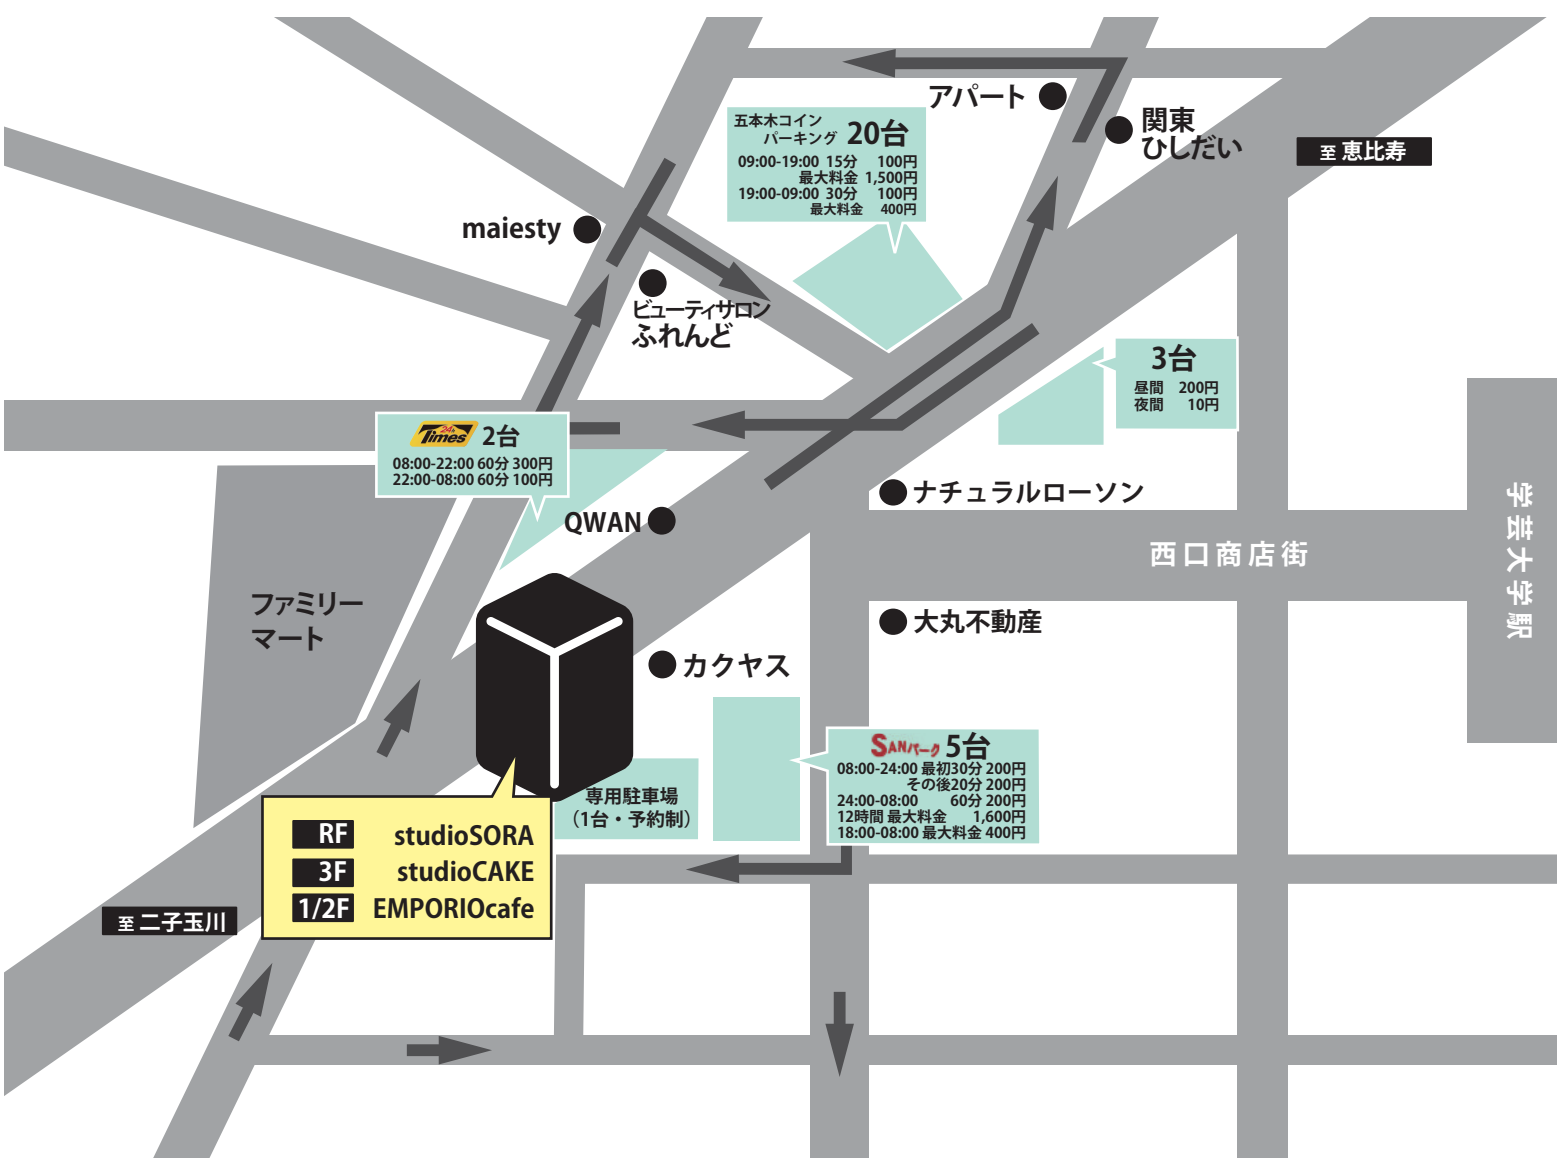 アパート
関東
ひしだい
至 恵比寿
五本木コイン
パーキング 20台
09:00-19:00 15分 100円
最大料金 1,500円
19:00-09:00 30分 100円
最大料金 400円
maiesty
ビューティサロン
ふれんど
3台
昼間 200円
夜間 10円
24h Times 2台
08:00-22:00 60分 300円
22:00-08:00 60分 100円
QWAN
ナチュラルローソン
西口商店街
学芸大学駅
ファミリー
マート
大丸不動産
カクヤス
SANパーク 5台
08:00-24:00 最初30分 200円
その後20分 200円
24:00-08:00 60分 200円
12時間 最大料金 1,600円
18:00-08:00 最大料金 400円
専用駐車場
（1台・予約制）
RF studioSORA
3F studioCAKE
1/2F EMPORIOcafe
至 二子玉川